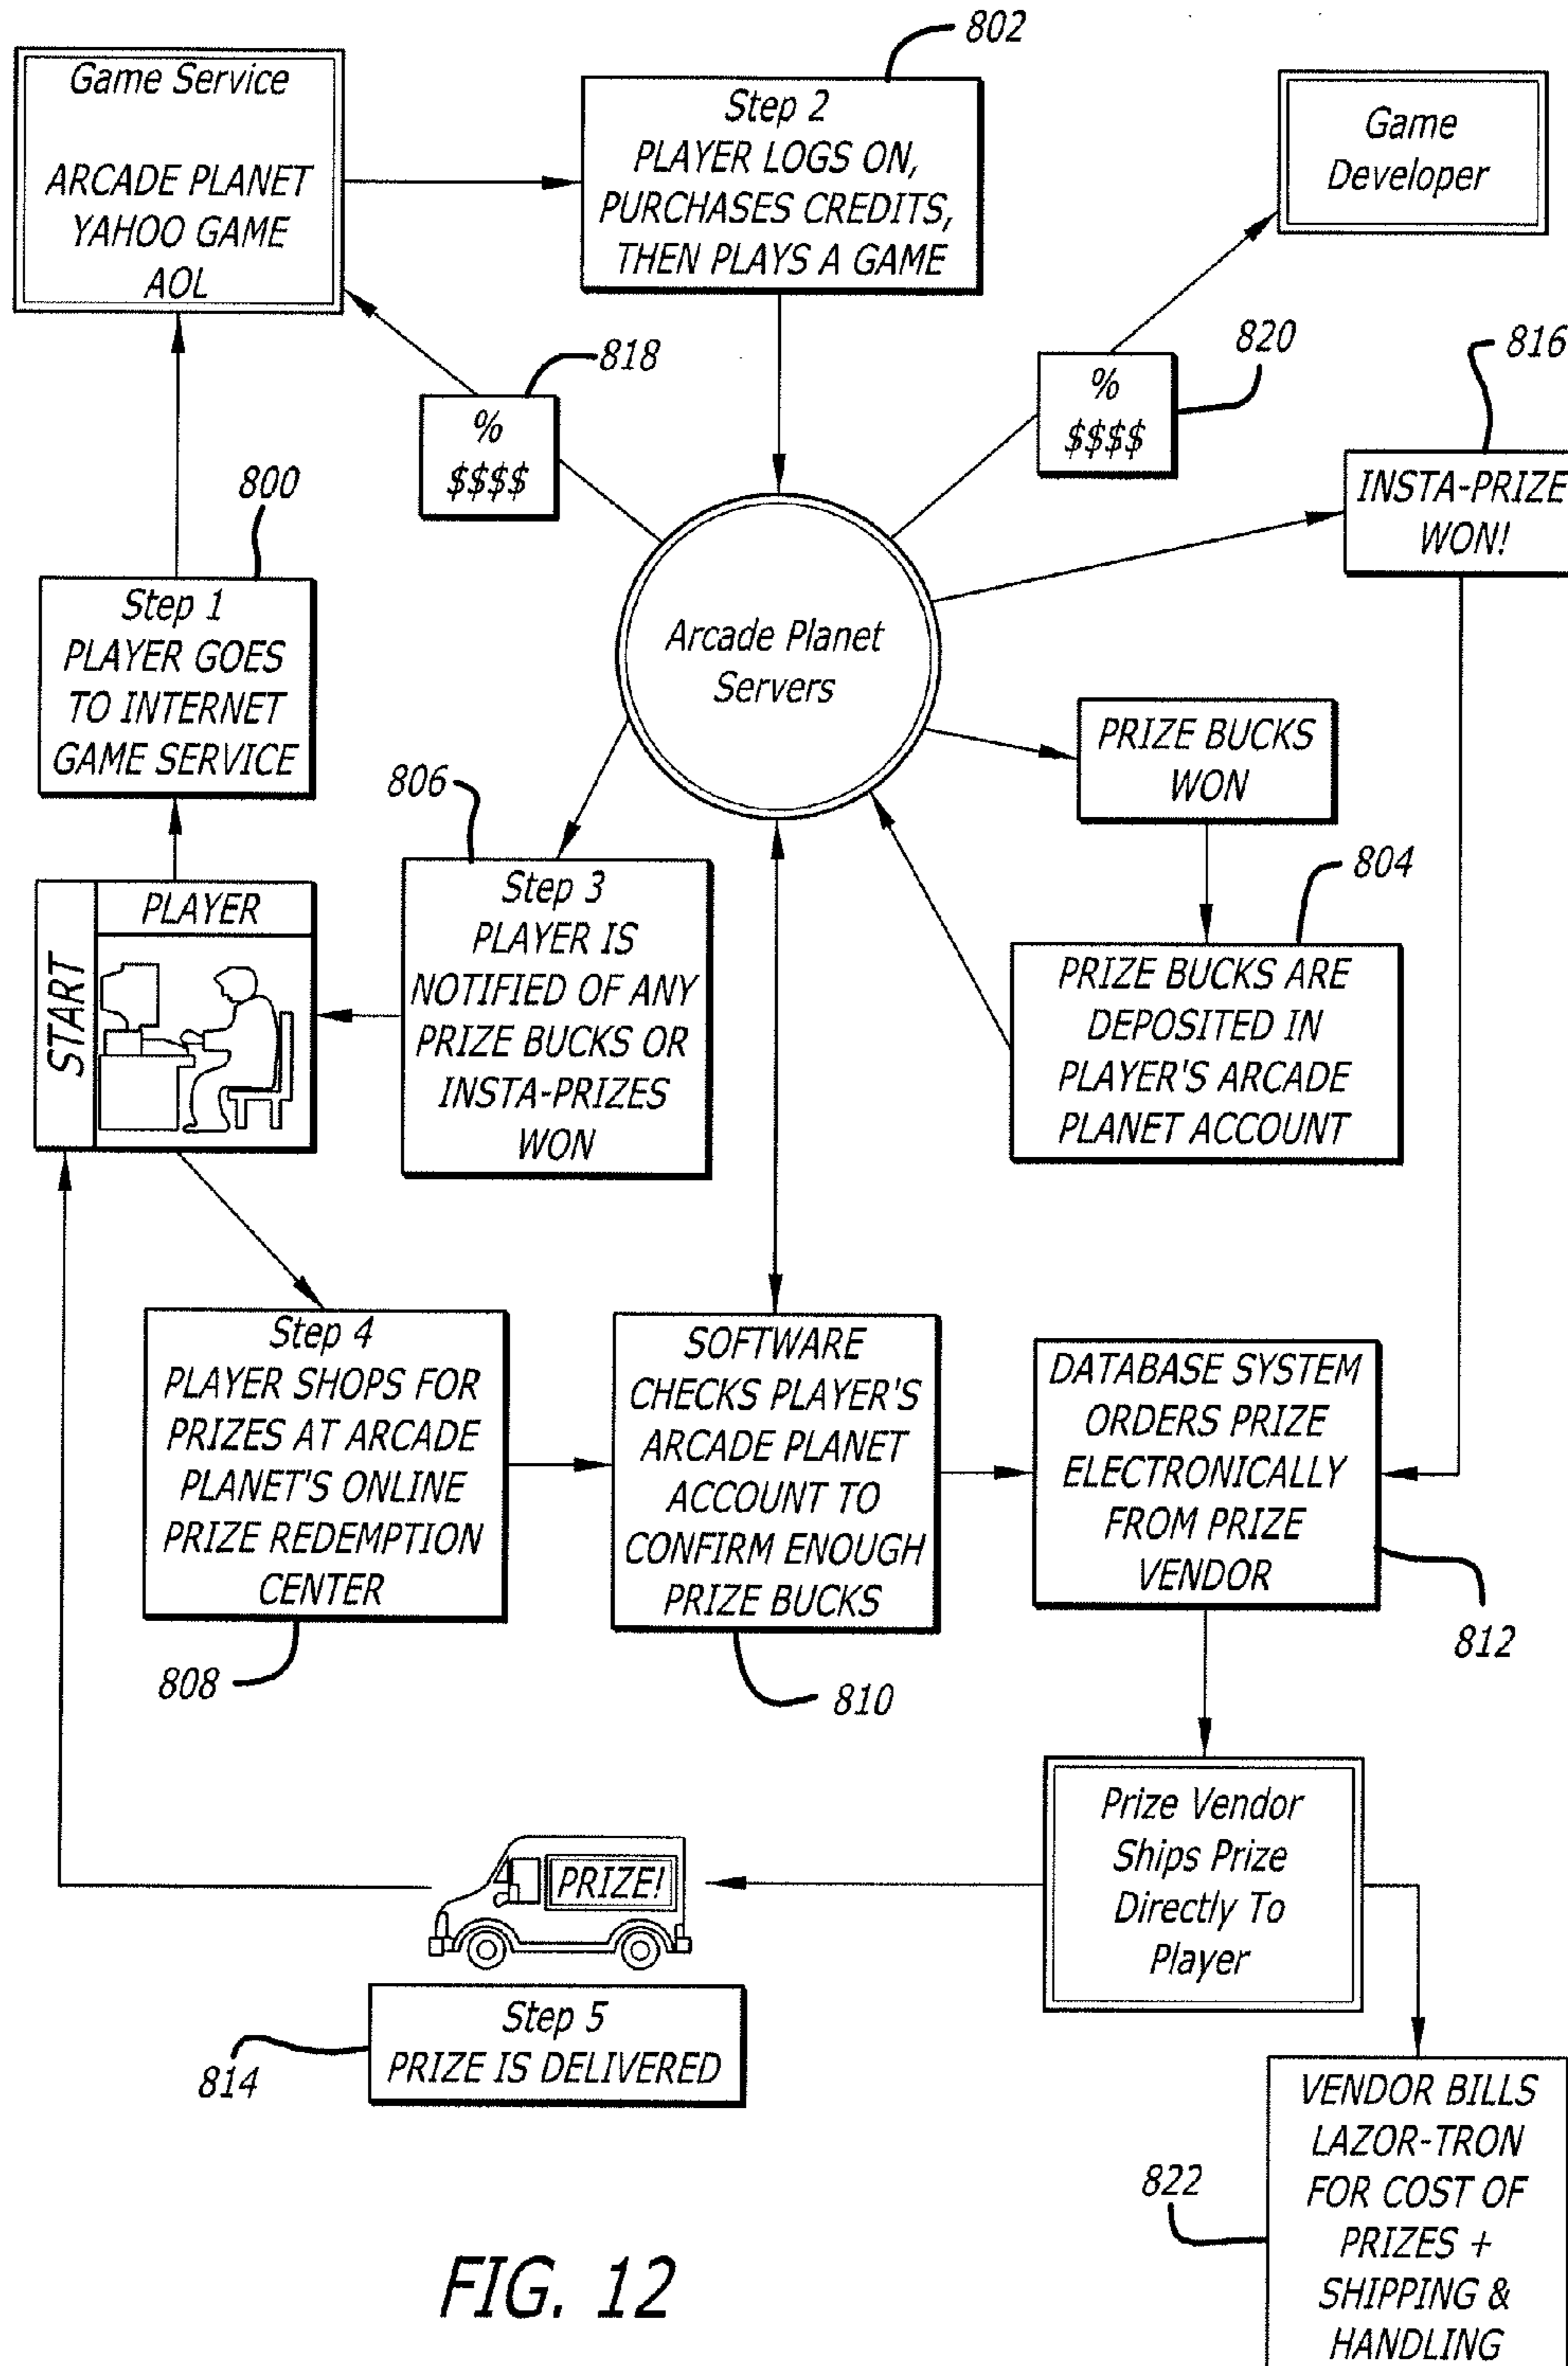 802
Game Service
ARCADE PLANET
YAHOO GAME
AOL
Step 2
PLAYER LOGS ON,
PURCHASES CREDITS,
THEN PLAYS A GAME
Game
Developer
818
%
$$$$
820
%
$$$$
816
INSTA-PRIZE
WON!
800
Step 1
PLAYER GOES
TO INTERNET
GAME SERVICE
Arcade Planet
Servers
PRIZE BUCKS
WON
806
Step 3
PLAYER IS
NOTIFIED OF ANY
PRIZE BUCKS OR
INSTA-PRIZES
WON
804
PRIZE BUCKS ARE
DEPOSITED IN
PLAYER'S ARCADE
PLANET ACCOUNT
START
PLAYER
Step 4
PLAYER SHOPS FOR
PRIZES AT ARCADE
PLANET'S ONLINE
PRIZE REDEMPTION
CENTER
808
SOFTWARE
CHECKS PLAYER'S
ARCADE PLANET
ACCOUNT TO
CONFIRM ENOUGH
PRIZE BUCKS
810
DATABASE SYSTEM
ORDERS PRIZE
ELECTRONICALLY
FROM PRIZE
VENDOR
812
Prize Vendor
Ships Prize
Directly To
Player
PRIZE!
Step 5
PRIZE IS DELIVERED
814
822
VENDOR BILLS
LAZOR-TRON
FOR COST OF
PRIZES +
SHIPPING &
HANDLING
FIG. 12